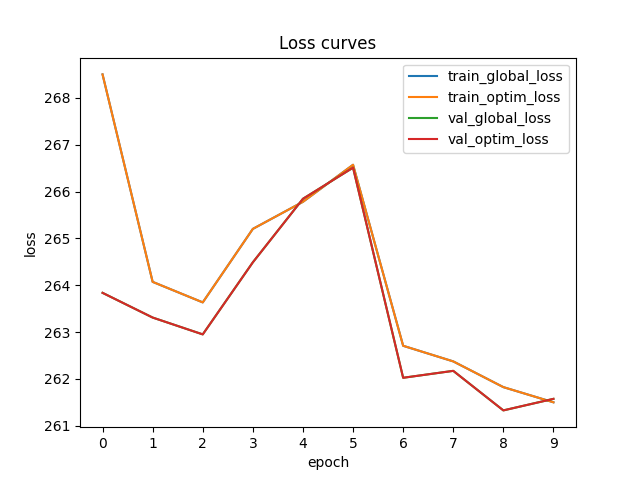 Loss curves
train_global_loss
train_optim_loss
val_global_loss
val_optim_loss
268
267
266
265
264
263
262
261
loss
0 1 2 3 4 5 6 7 8 9
epoch